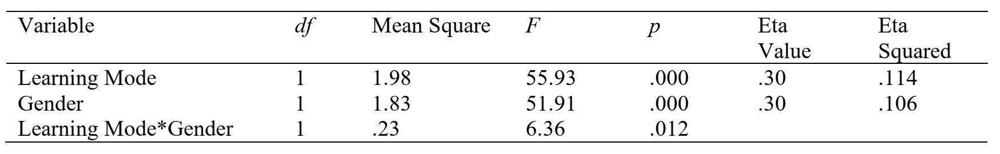 Variable df Mean Square F p Eta Value Eta Squared
Learning Mode 1 1.98 55.93 .000 .30 .114
Gender 1 1.83 51.91 .000 .30 .106
Learning Mode*Gender 1 .23 6.36 .012